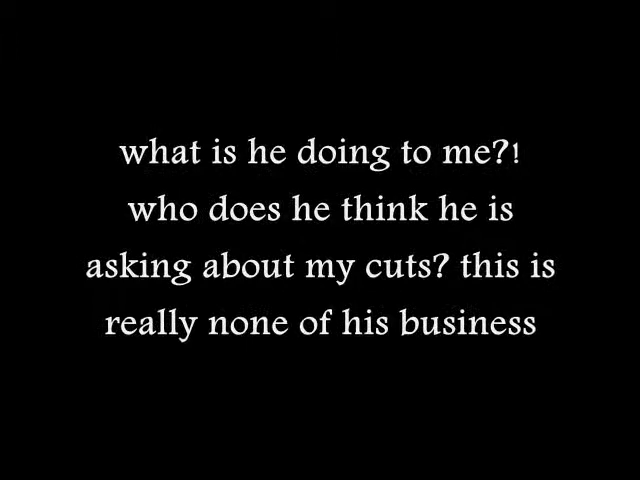 what is he doing to me?!
who does he think he is
asking about my cuts? this is
really none of his business